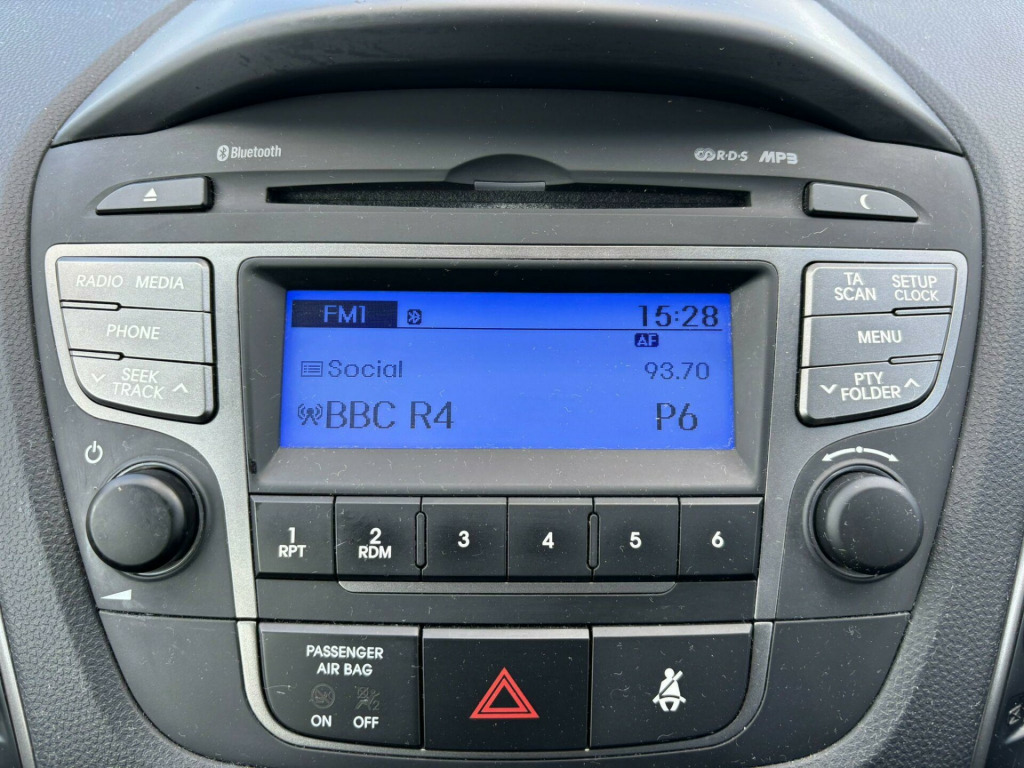 Bluetooth
R·D·S MP3
RADIO MEDIA
PHONE
SEEK
TRACK
TA
SCAN
SETUP
CLOCK
MENU
PTY
FOLDER
FM1
15:28
AF
Social
93.70
BBC R4
P6
1
RPT
2
RDM
3
4
5
6
PASSENGER
AIR BAG
ON OFF